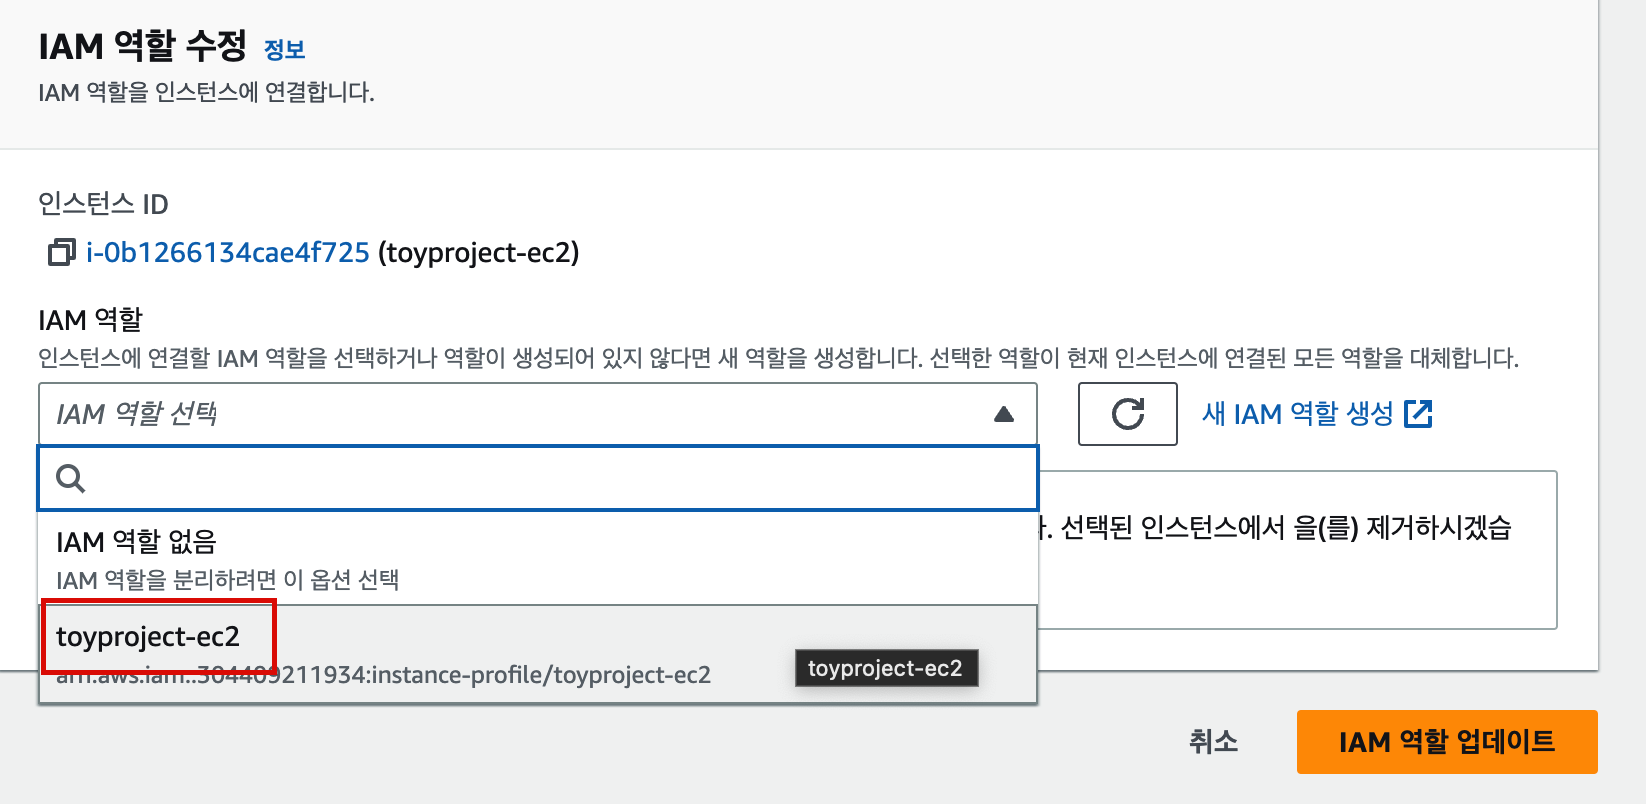 IAM 역할 수정 정보
IAM 역할을 인스턴스에 연결합니다.
인스턴스 ID
i-0b1266134cae4f725 (toyproject-ec2)
IAM 역할
인스턴스에 연결할 IAM 역할을 선택하거나 역할이 생성되어 있지 않다면 새 역할을 생성합니다. 선택한 역할이 현재 인스턴스에 연결된 모든 역할을 대체합니다.
IAM 역할 선택
새 IAM 역할 생성
선택된 인스턴스에서 을(를) 제거하시겠습
IAM 역할 없음
IAM 역할을 분리하려면 이 옵션 선택
toyproject-ec2
arn:aws:iam::304409211934:instance-profile/toyproject-ec2
toyproject-ec2
취소
IAM 역할 업데이트